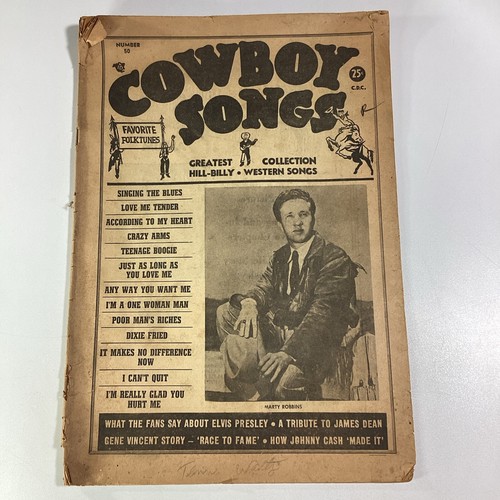 NUMBER
50
COWBOY
SONGS
25¢
C.D.C.
R
FAVORITE
FOLKTUNES
GREATEST COLLECTION
HILL-BILLY • WESTERN SONGS
SINGING THE BLUES
LOVE ME TENDER
ACCORDING TO MY HEART
CRAZY ARMS
TEENAGE BOOGIE
JUST AS LONG AS
YOU LOVE ME
ANY WAY YOU WANT ME
I'M A ONE WOMAN MAN
POOR MAN'S RICHES
DIXIE FRIED
IT MAKES NO DIFFERENCE
NOW
I CAN'T QUIT
I'M REALLY GLAD YOU
HURT ME
MARTY ROBBINS
WHAT THE FANS SAY ABOUT ELVIS PRESLEY • A TRIBUTE TO JAMES DEAN
GENE VINCENT STORY – 'RACE TO FAME' • HOW JOHNNY CASH 'MADE IT'